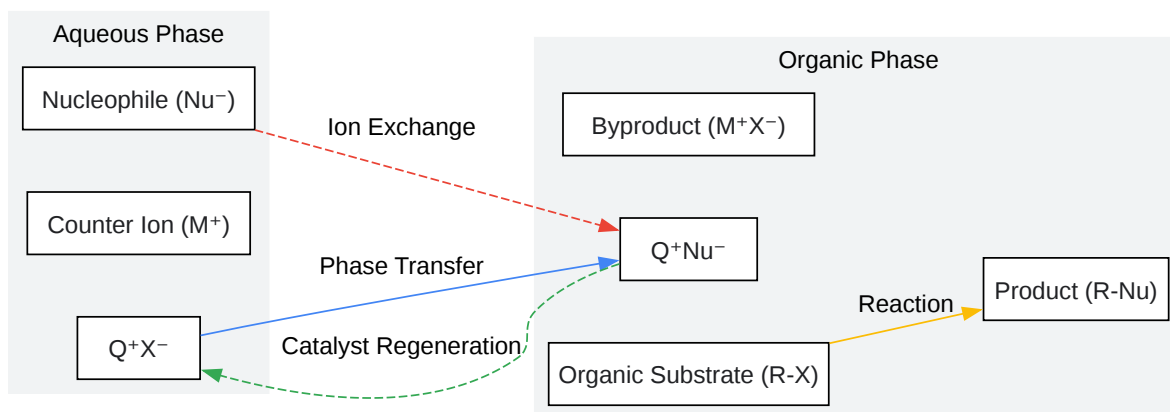 Aqueous Phase
Nucleophile (Nu⁻)
Counter Ion (M⁺)
Q⁺X⁻
Ion Exchange
Phase Transfer
Catalyst Regeneration
Organic Phase
Byproduct (M⁺X⁻)
Q⁺Nu⁻
Organic Substrate (R-X)
Reaction
Product (R-Nu)